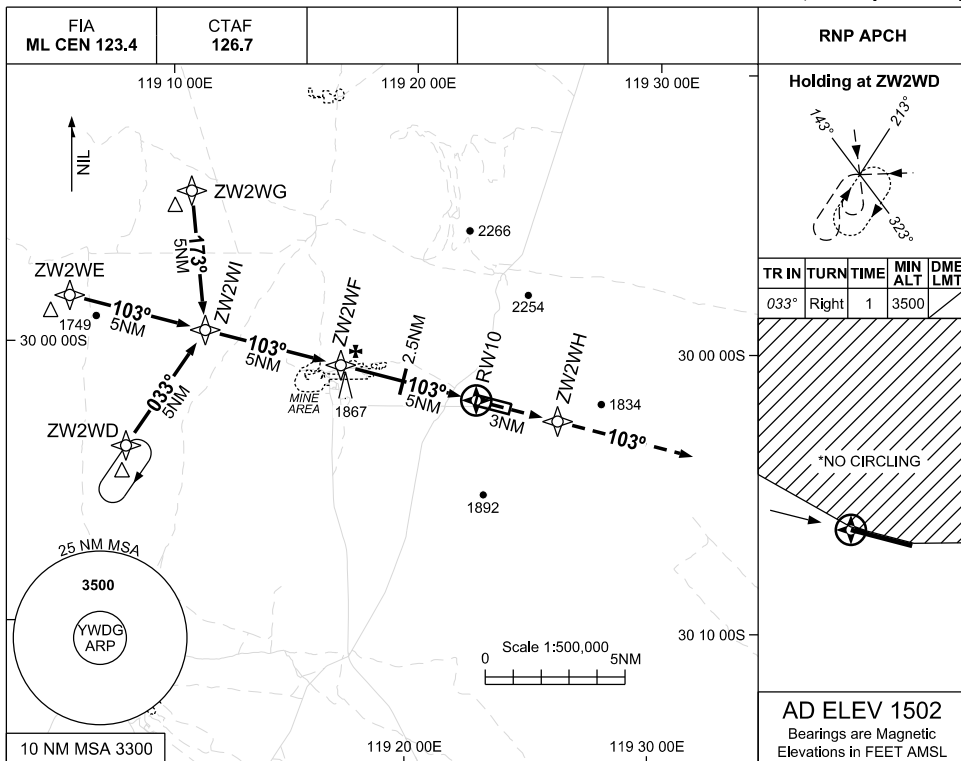 FIA
ML CEN 123.4
CTAF
126.7
RNP APCH
119 10 00E
119 20 00E
119 30 00E
Holding at ZW2WD
143°
213°
323°
NIL
ZW2WG
173°
5NM
2266
ZW2WE
103°
5NM
1749
ZW2WI
2254
TR IN TURN TIME MIN ALT DME LMT
033° Right 1 3500
30 00 00S
30 00 00S
103°
5NM
ZW2WF
2.5NM
103°
5NM
RW10
3NM
ZW2WH
1834
103°
MINE AREA
1867
033°
5NM
ZW2WD
1892
*NO CIRCLING
25 NM MSA
3500
YWDG
ARP
30 10 00S
Scale 1:500,000
0 5NM
10 NM MSA 3300
119 20 00E
119 30 00E
AD ELEV 1502
Bearings are Magnetic
Elevations in FEET AMSL